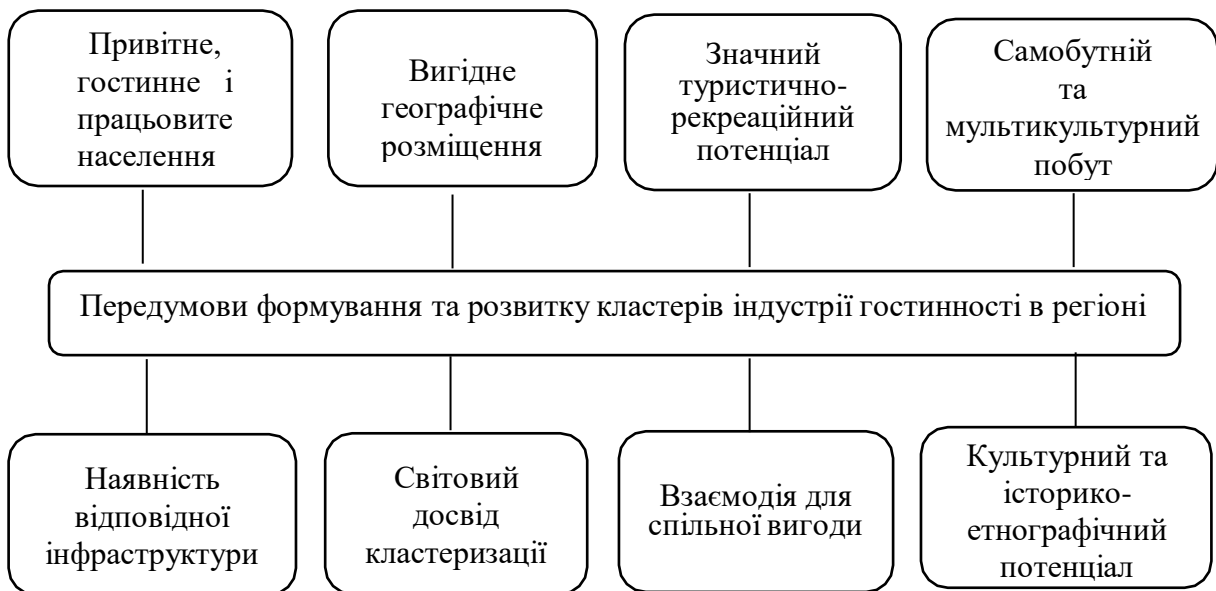 Привітне,
гостинне і
працьовите
населення
Вигідне
географічне
розміщення
Значний
туристично-
рекреаційний
потенціал
Самобутній
та
мультикультурний
побут
Передумови формування та розвитку кластерів індустрії гостинності в регіоні
Наявність
відповідної
інфраструктури
Світовий
досвід
кластеризації
Взаємодія для
спільної вигоди
Культурний та
історико-
етнографічний
потенціал